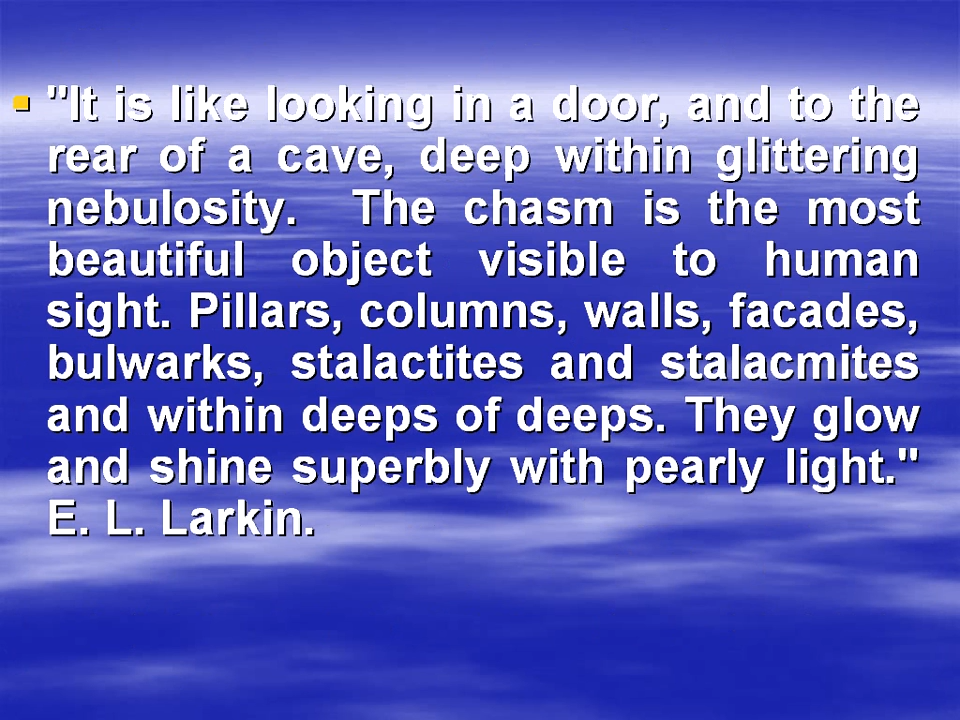 "It is like looking in a door, and to the
rear of a cave, deep within glittering
nebulosity. The chasm is the most
beautiful object visible to human
sight. Pillars, columns, walls, facades,
bulwarks, stalactites and stalacmites
and within deeps of deeps. They glow
and shine superbly with pearly light."
E. L. Larkin.